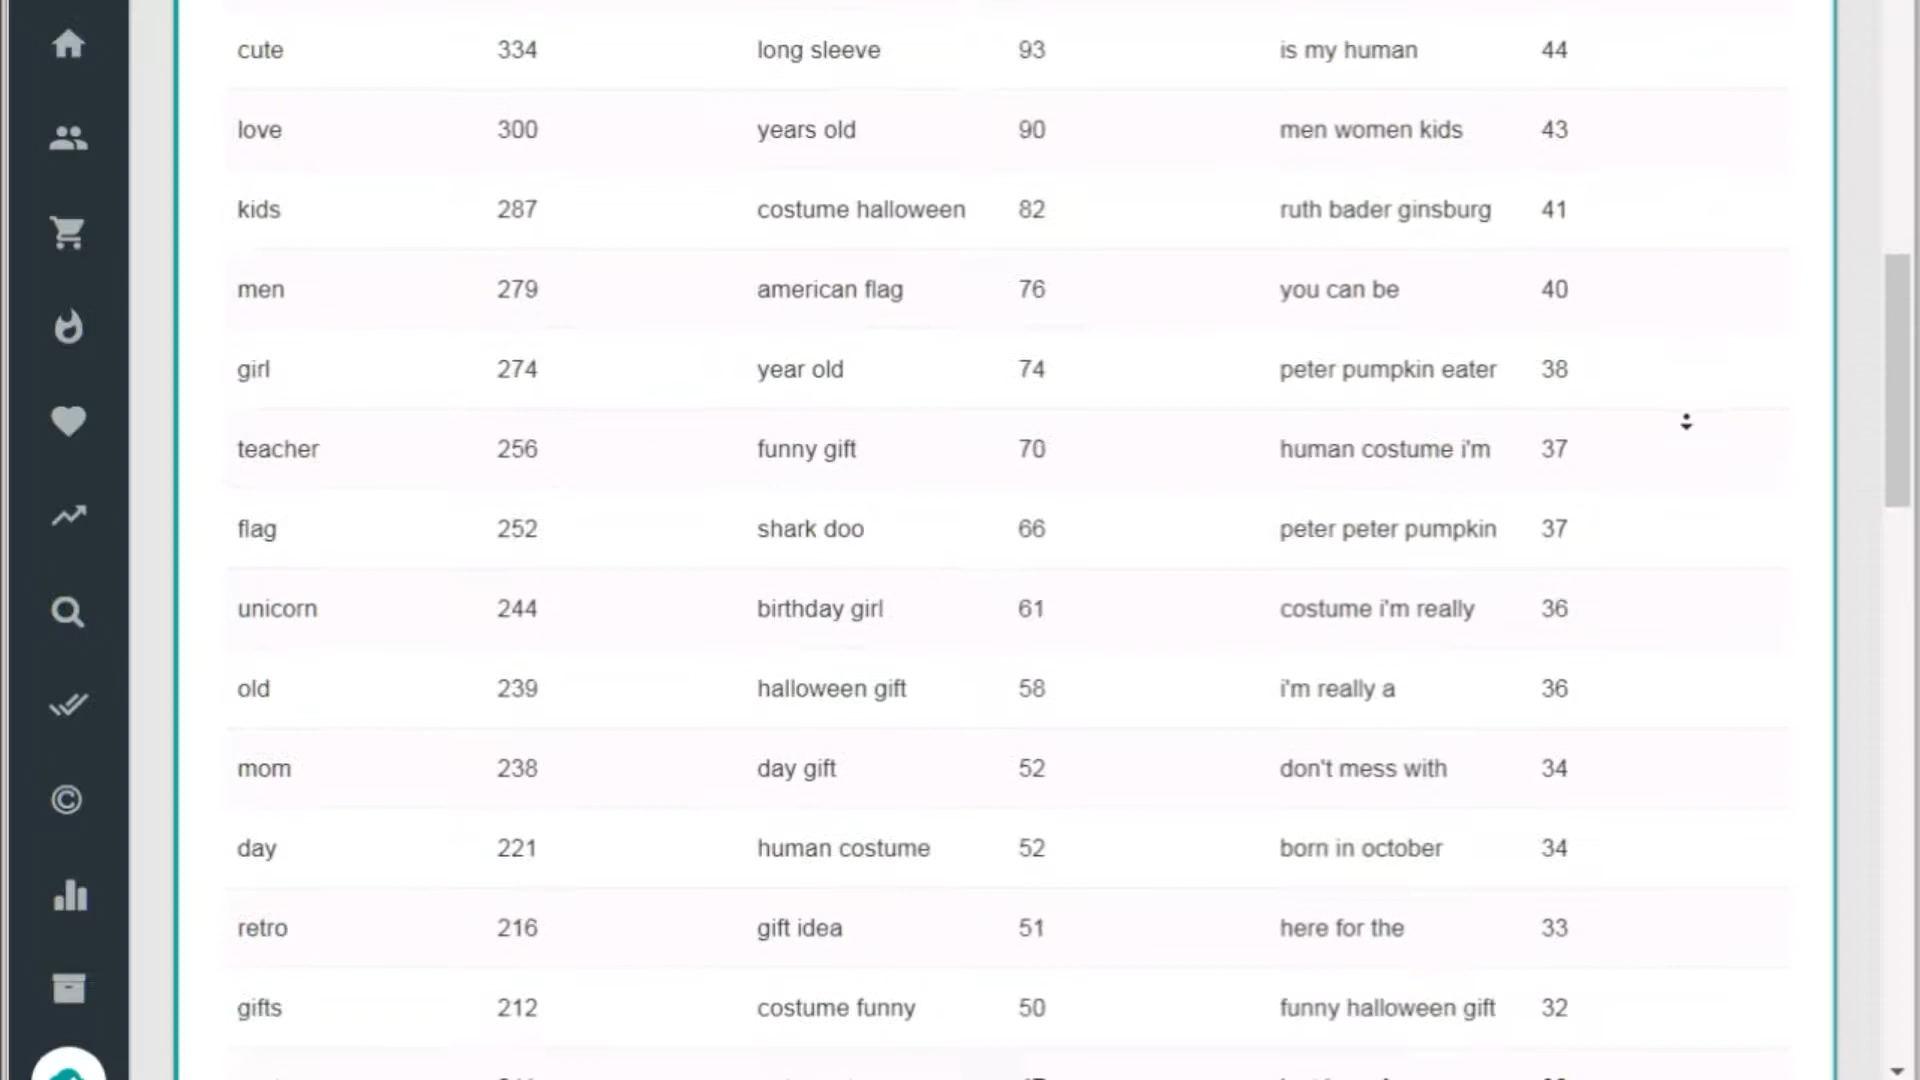 cute 334 long sleeve 93 is my human 44
love 300 years old 90 men women kids 43
kids 287 costume halloween 82 ruth bader ginsburg 41
men 279 american flag 76 you can be 40
girl 274 year old 74 peter pumpkin eater 38
teacher 256 funny gift 70 human costume i'm 37
flag 252 shark doo 66 peter peter pumpkin 37
unicorn 244 birthday girl 61 costume i'm really 36
old 239 halloween gift 58 i'm really a 36
mom 238 day gift 52 don't mess with 34
day 221 human costume 52 born in october 34
retro 216 gift idea 51 here for the 33
gifts 212 costume funny 50 funny halloween gift 32